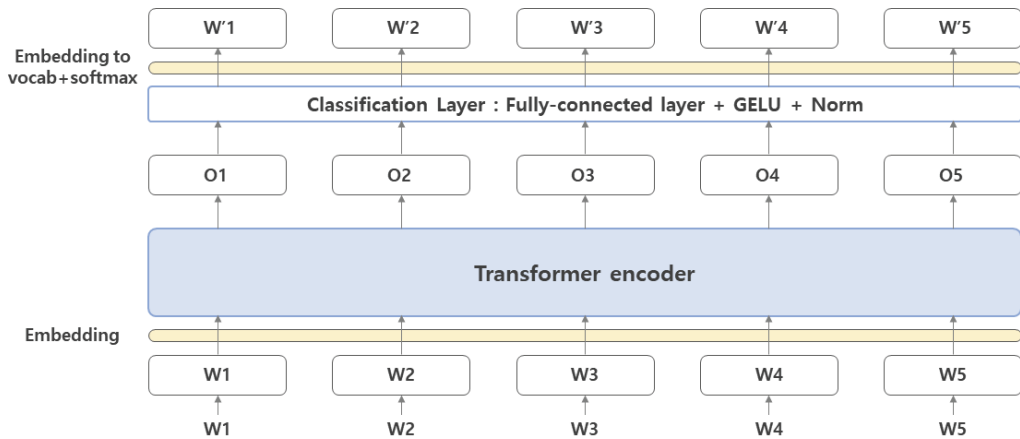 W'1 W'2 W'3 W'4 W'5
Embedding to
vocab+softmax
Classification Layer : Fully-connected layer + GELU + Norm
O1 O2 O3 O4 O5
Transformer encoder
Embedding
W1 W2 W3 W4 W5
W1 W2 W3 W4 W5